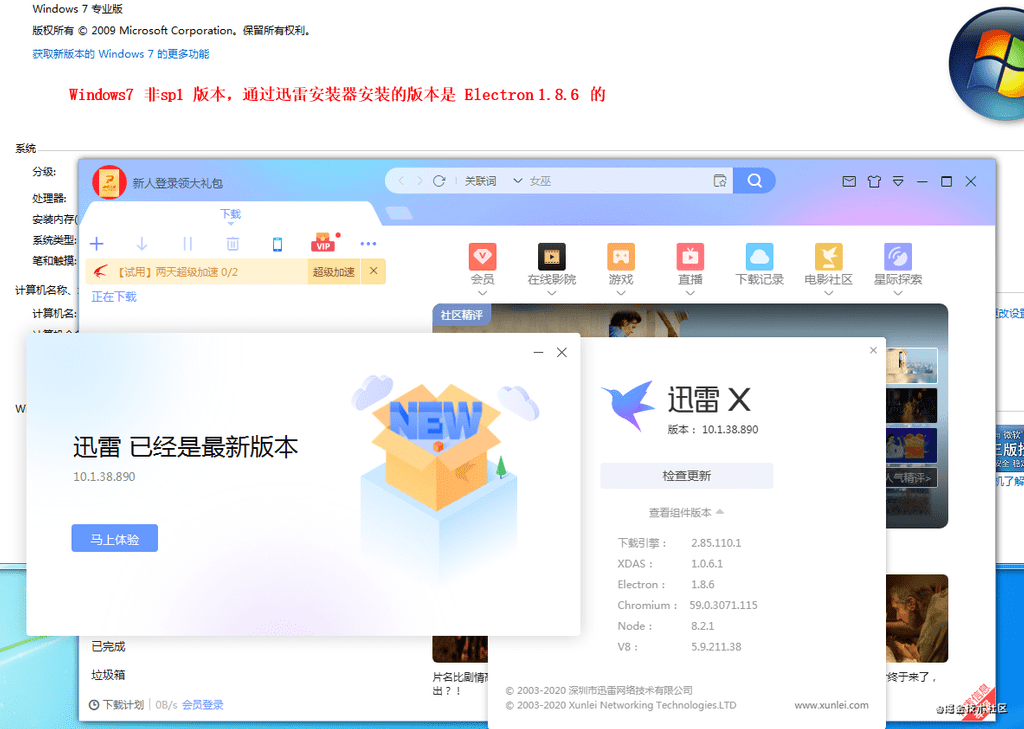 Windows 7 专业版
版权所有 © 2009 Microsoft Corporation。保留所有权利。
获取新版本的 Windows 7 的更多功能
Windows7 非sp1 版本，通过迅雷安装器安装的版本是 Electron 1.8.6 的
系统
分级:
处理器:
安装内存(
系统类型:
笔和触摸:
计算机名称、
计算机名:
更改设置
新人登录领大礼包
关联词
女巫
下载
VIP
【试用】两天超级加速 0/2
超级加速
正在下载
会员
在线影院
游戏
直播
下载记录
电影社区
星际探索
社区精评
人气精评>
NEW
迅雷 已经是最新版本
10.1.38.890
马上体验
迅雷 X
版本： 10.1.38.890
检查更新
查看组件版本
下载引擎： 2.85.110.1
XDAS： 1.0.6.1
Electron： 1.8.6
Chromium： 59.0.3071.115
Node： 8.2.1
V8： 5.9.211.38
© 2003-2020 深圳市迅雷网络技术有限公司
© 2003-2020 Xunlei Networking Technologies.LTD
www.xunlei.com
已完成
垃圾箱
下载计划
0B/s
会员登录
片名比剧情
出？！
终于来了，
@掘金技术社区